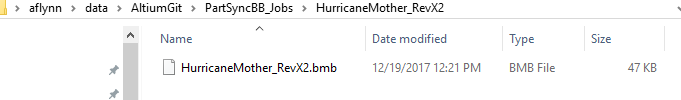 aflynn > data > AltiumGit > PartSyncBB_Jobs > HurricaneMother_RevX2
Name Date modified Type Size
HurricaneMother_RevX2.bmb 12/19/2017 12:21 PM BMB File 47 KB